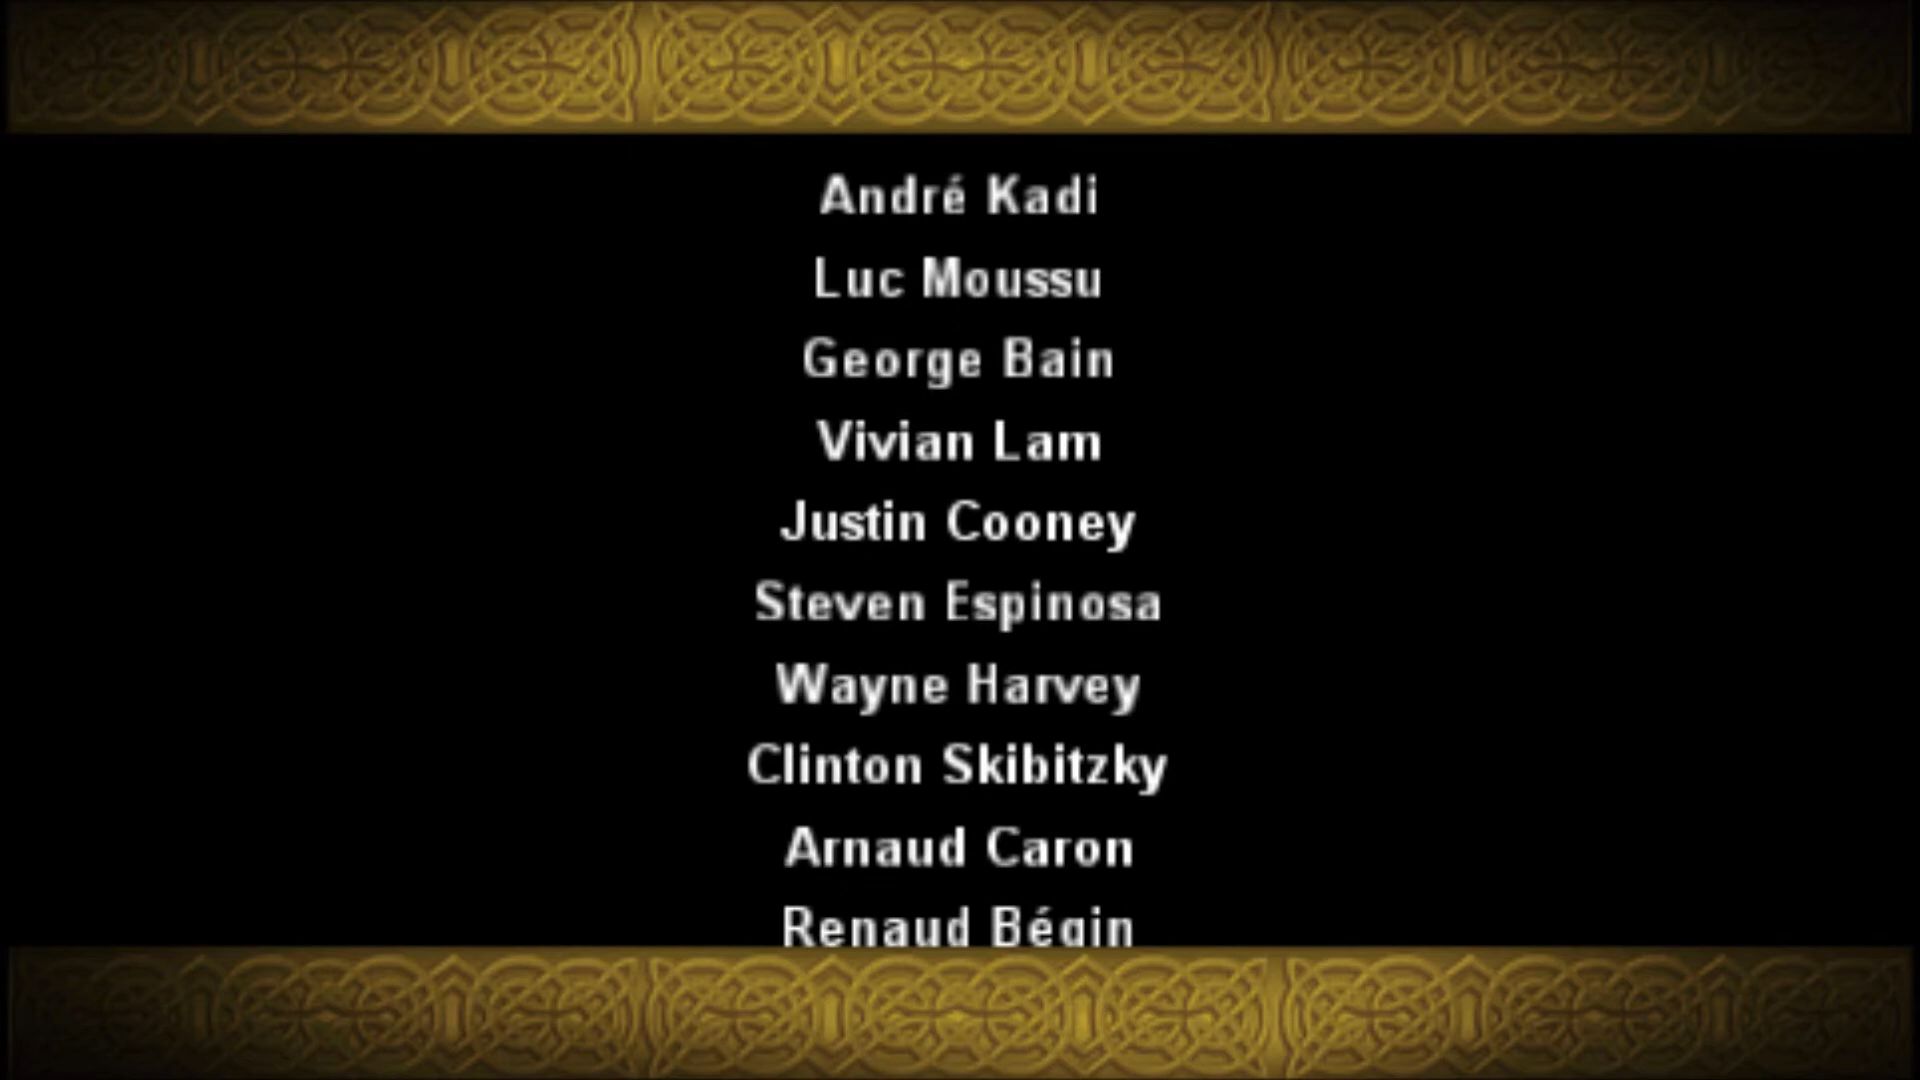 André Kadi
Luc Moussu
George Bain
Vivian Lam
Justin Cooney
Steven Espinosa
Wayne Harvey
Clinton Skibitzky
Arnaud Caron
Renaud Bégin